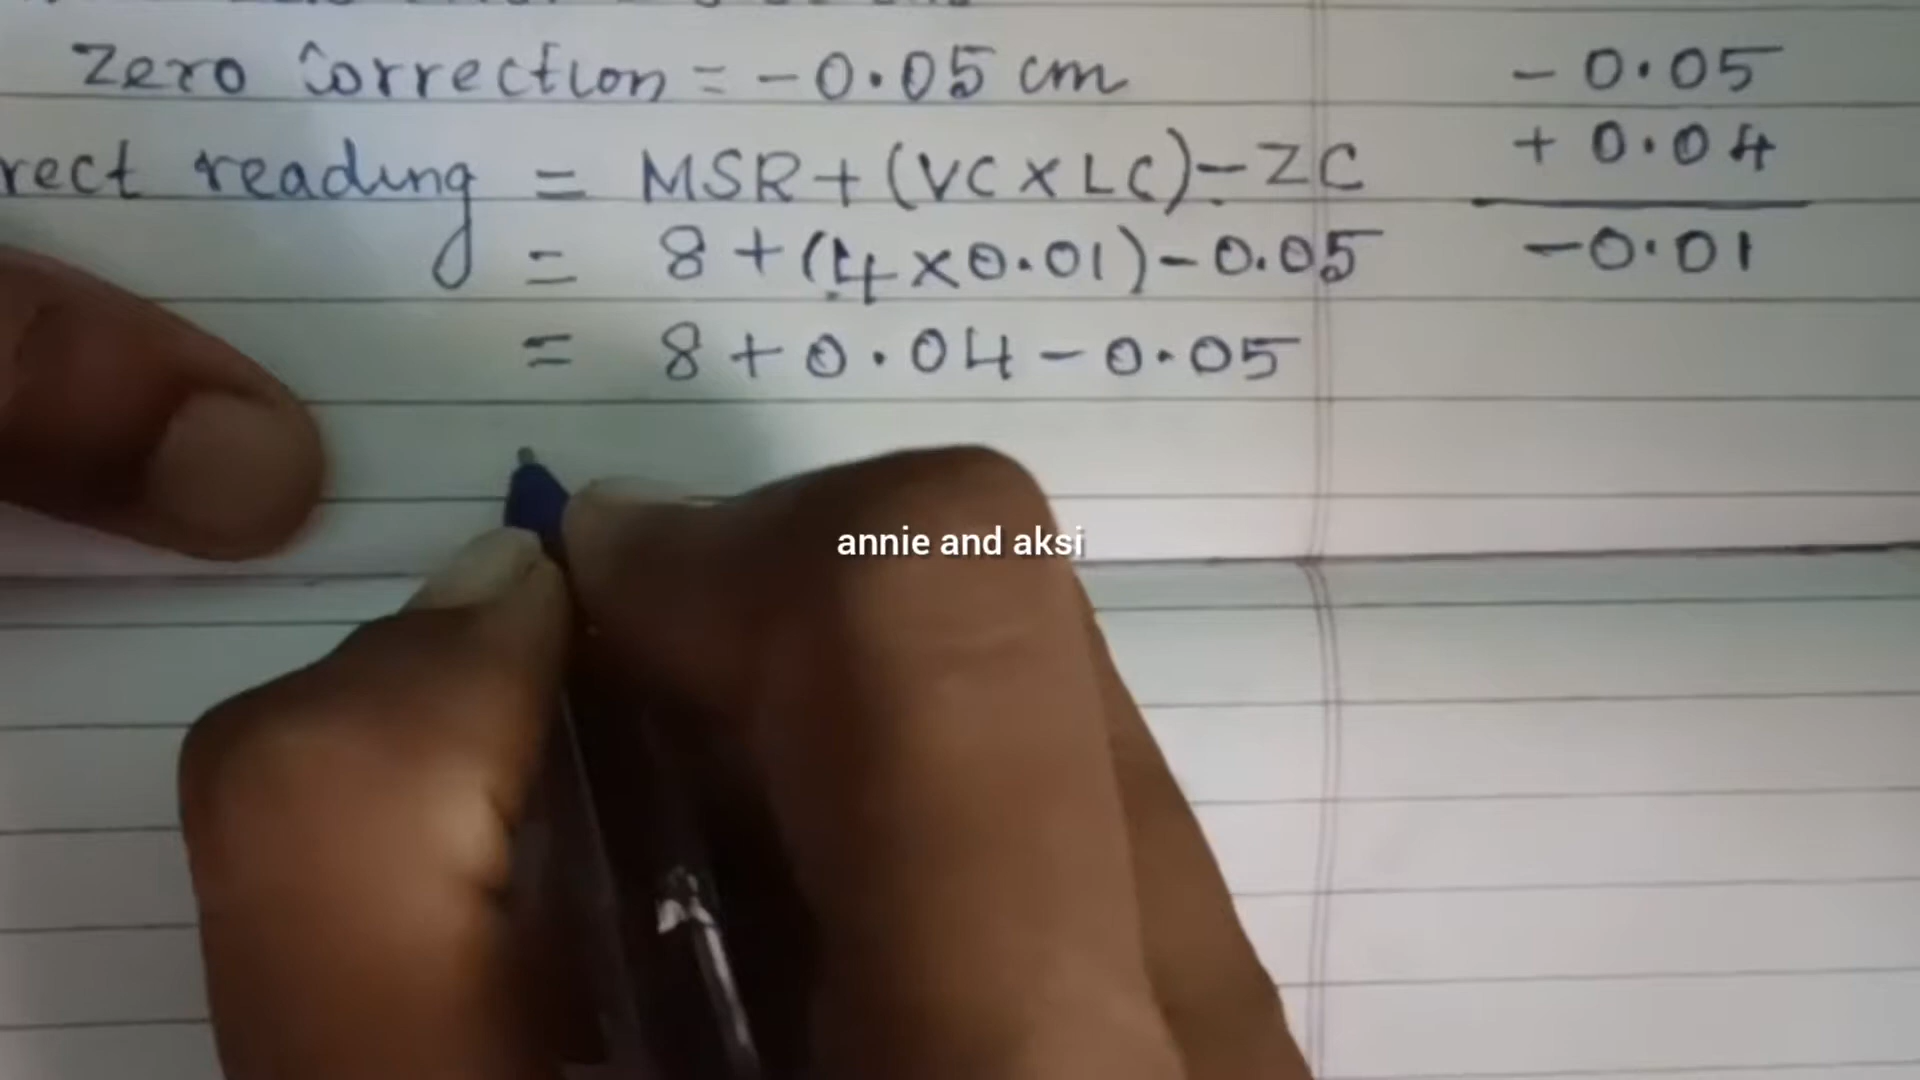 Zero Correction = -0.05 cm
rect reading = MSR + (VC X LC) - ZC
= 8 + (4 X 0.01) - 0.05
= 8 + 0.04 - 0.05
- 0.05
+ 0.04
- 0.01
annie and aksi